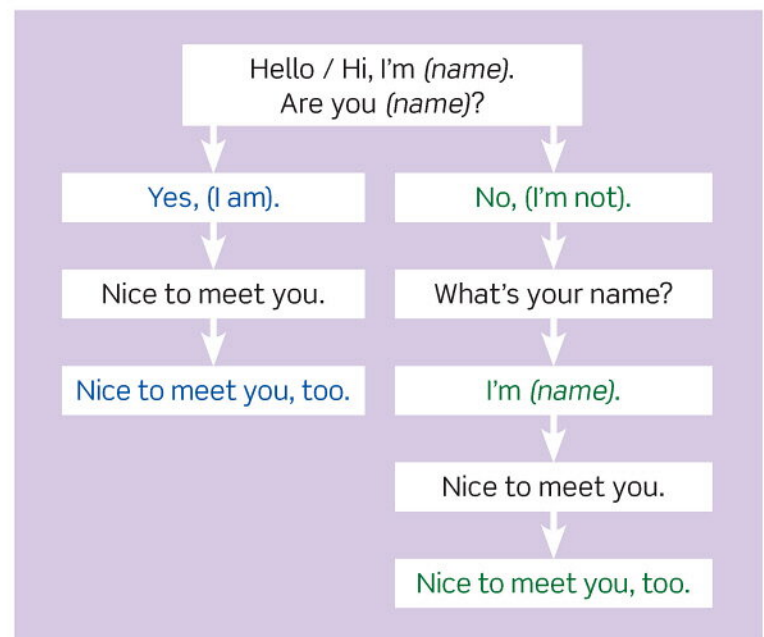 Hello / Hi, I'm (name).
Are you (name)?
Yes, (I am).
Nice to meet you.
Nice to meet you, too.
No, (I'm not).
What's your name?
I'm (name).
Nice to meet you.
Nice to meet you, too.